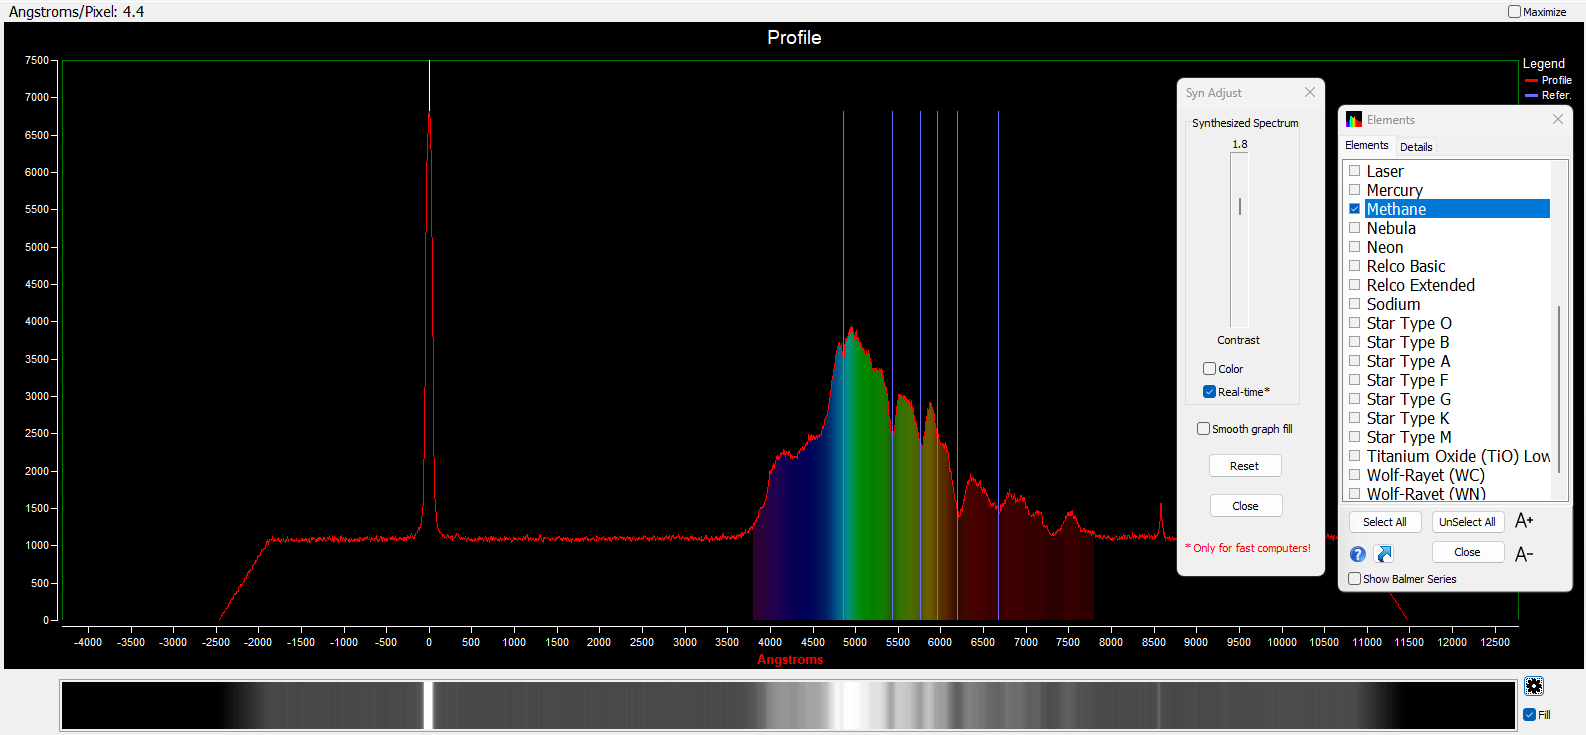 Angstroms/Pixel: 4.4
Maximize
Profile
7500
7000
6500
6000
5500
5000
4500
4000
3500
3000
2500
2000
1500
1000
500
0
-4000 -3500 -3000 -2500 -2000 -1500 -1000 -500 0 500 1000 1500 2000 2500 3000 3500 4000 4500 5000 5500 6000 6500 7000 7500 8000 8500 9000 9500 10000 10500 11000 11500 12000 12500
Angstroms
Legend
Profile
Refer.
Syn Adjust
Synthesized Spectrum
1.8
Contrast
Color
Real-time*
Smooth graph fill
Reset
Close
* Only for fast computers!
Elements
Elements Details
Laser
Mercury
Methane
Nebula
Neon
Relco Basic
Relco Extended
Sodium
Star Type O
Star Type B
Star Type A
Star Type F
Star Type G
Star Type K
Star Type M
Titanium Oxide (TiO) Low
Wolf-Rayet (WC)
Wolf-Rayet (WN)
Select All UnSelect All A+
? Close A-
Show Balmer Series
Fill